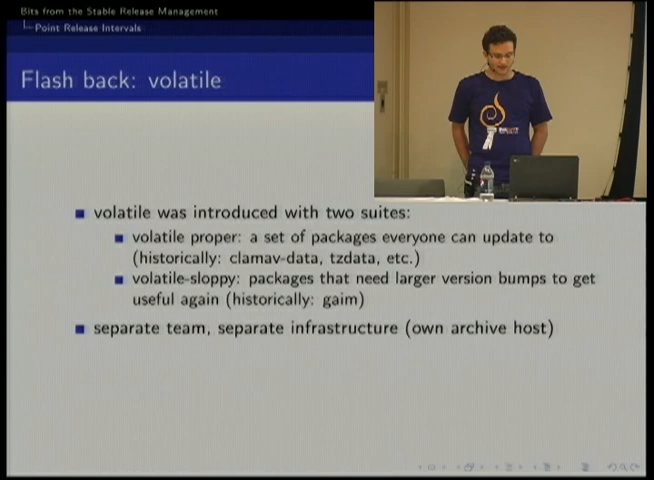 Bits from the Stable Release Management
Point Release Intervals
Flash back: volatile
volatile was introduced with two suites:
volatile proper: a set of packages everyone can update to
(historically: clamav-data, tzdata, etc.)
volatile-sloppy: packages that need larger version bumps to get
useful again (historically: gaim)
separate team, separate infrastructure (own archive host)